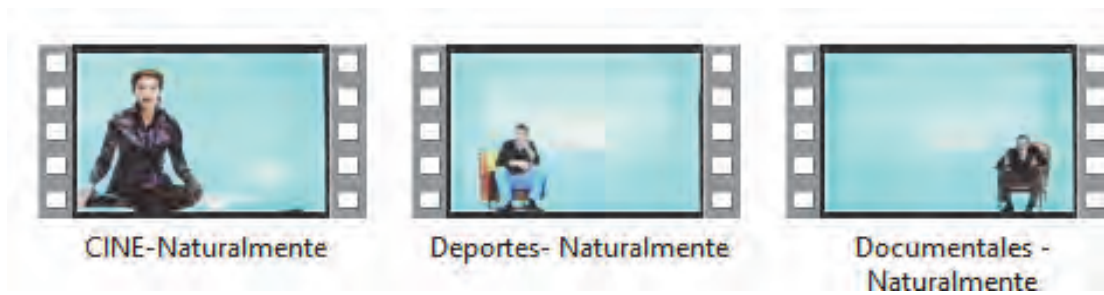 CINE-Naturalmente
Deportes- Naturalmente
Documentales -
Naturalmente